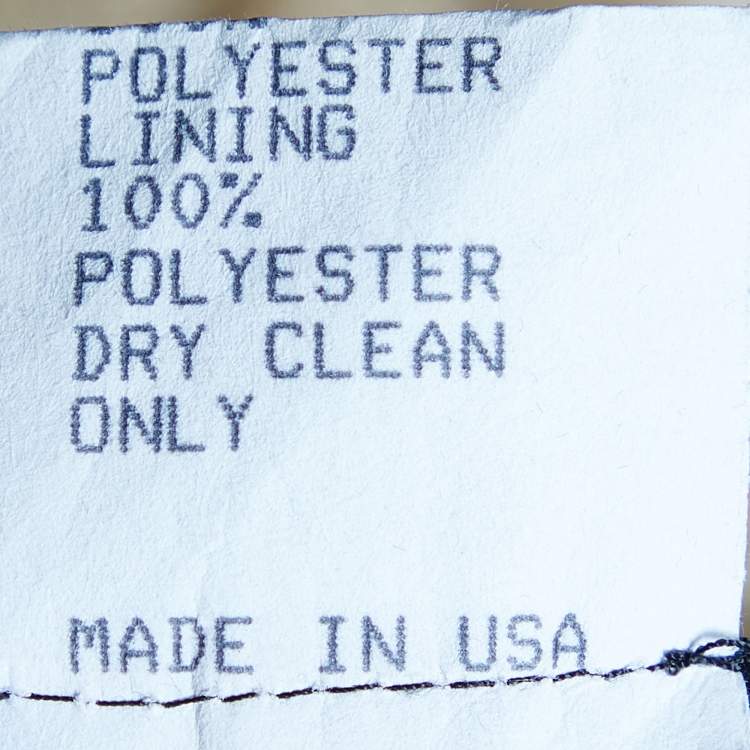 POLYESTER
LINING
100%
POLYESTER
DRY CLEAN
ONLY
MADE IN USA